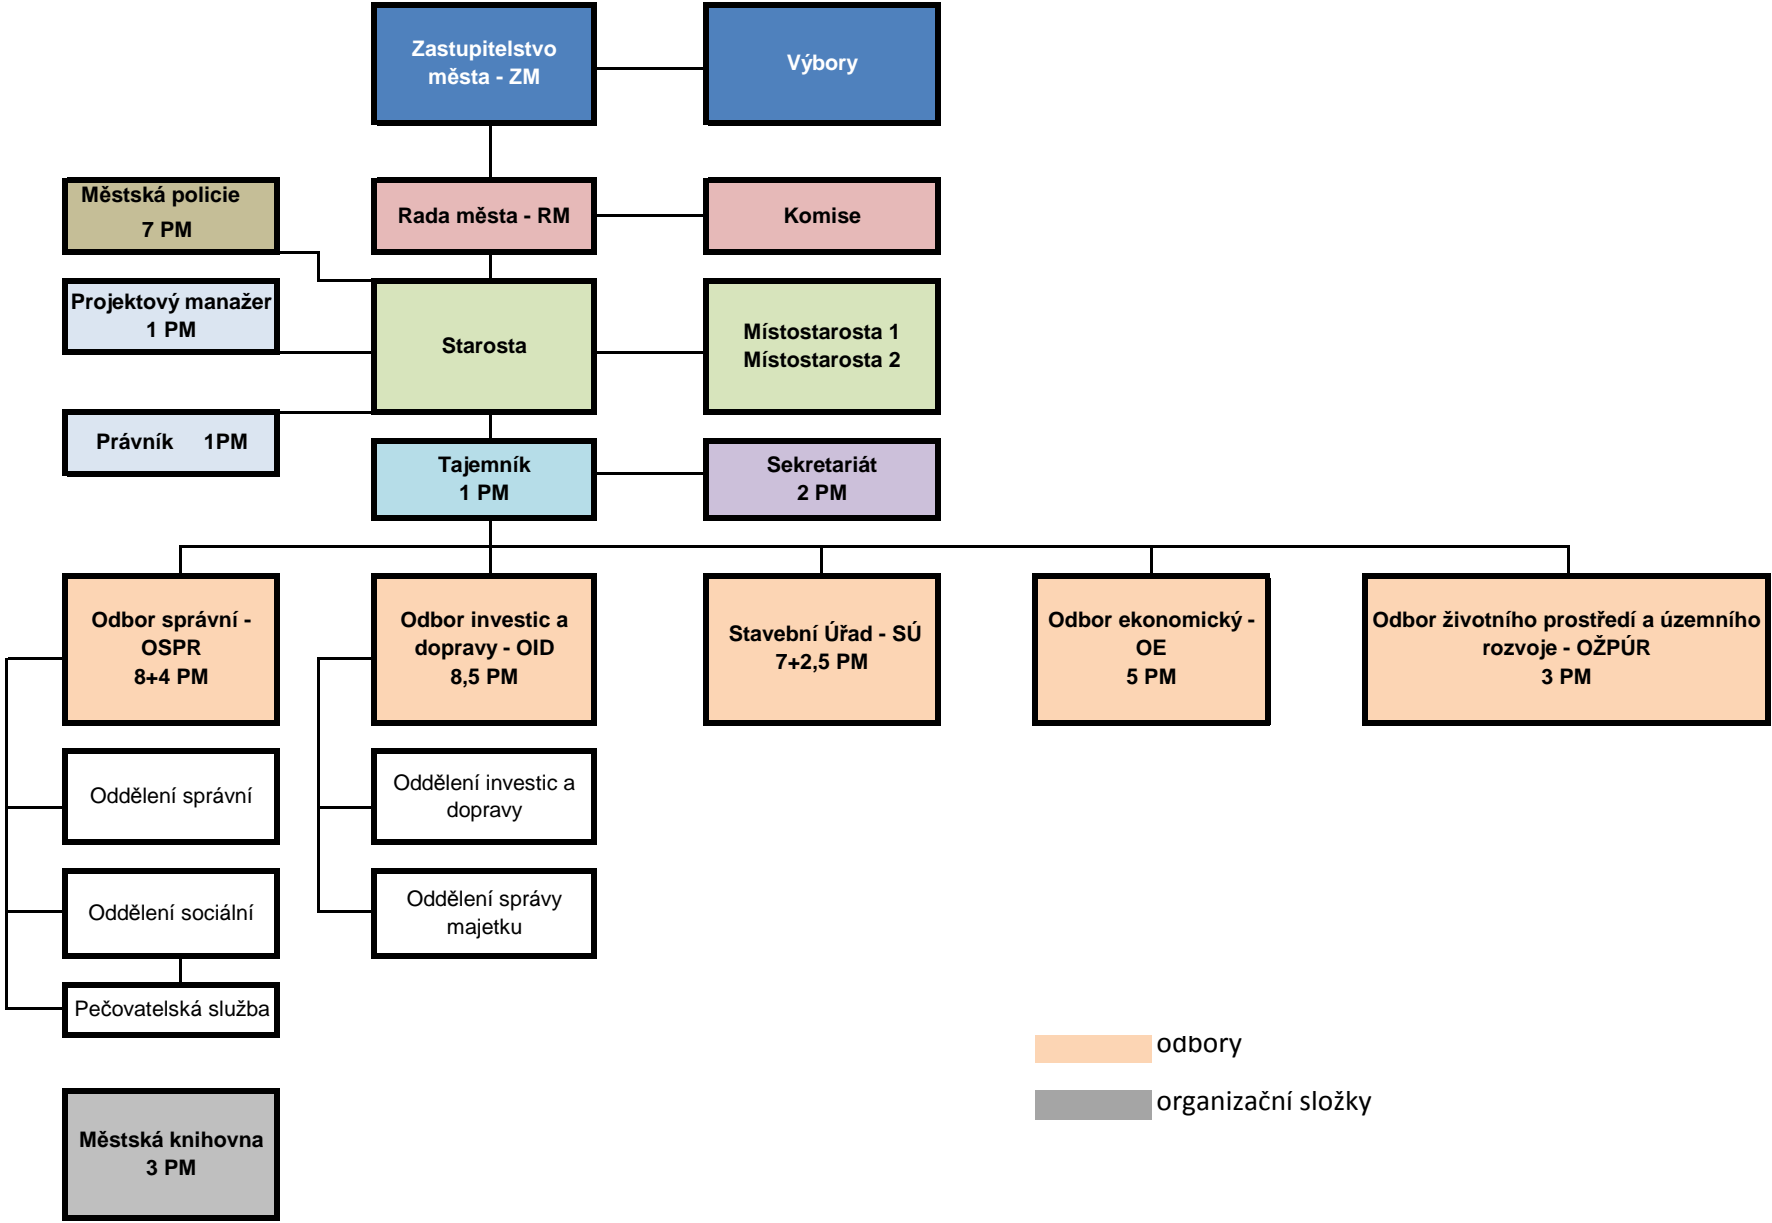 Zastupitelstvo
města - ZM
Výbory
Městská policie
7 PM
Rada města - RM
Komise
Projektový manažer
1 PM
Starosta
Místostarosta 1
Místostarosta 2
Právník 1PM
Tajemník
1 PM
Sekretariát
2 PM
Odbor správní -
OSPR
8+4 PM
Odbor investic a
dopravy - OID
8,5 PM
Stavební Úřad - SÚ
7+2,5 PM
Odbor ekonomický -
OE
5 PM
Odbor životního prostředí a územního
rozvoje - OŽPÚR
3 PM
Oddělení správní
Oddělení investic a
dopravy
Oddělení sociální
Oddělení správy
majetku
Pečovatelská služba
odbory
organizační složky
Městská knihovna
3 PM